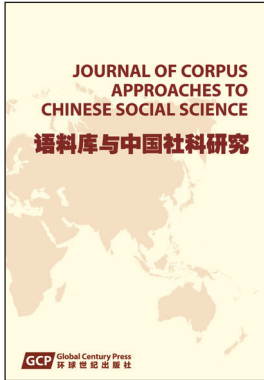 JOURNAL OF CORPUS
APPROACHES TO
CHINESE SOCIAL SCIENCE
语料库与中国社科研究
GCP Global Century Press
环球世纪出版社